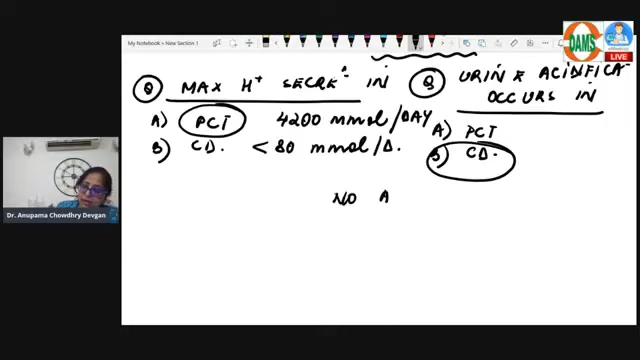 My Notebook > New Section 1
DAMS
LIVE
Q MAX H+ SECREn IN
A) PCT 4200 mmol/DAY
B) CD. < 80 mmol/D.
Q URINE ACIDIFICA-
OCCURS IN
A) PCT
B) CD.
NO A
Dr. Anupama Chowdhry Devgan